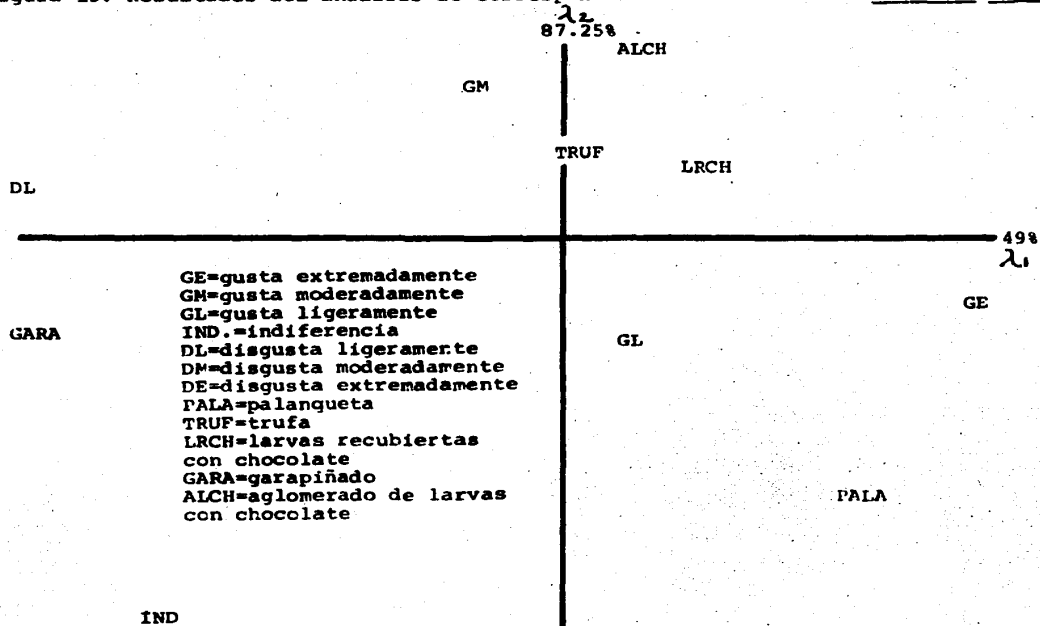 λ2
87.25%
ALCH
GM
TRUF
LRCH
DL
49%
λ1
GE=gusta extremadamente
GM=gusta moderadamente
GL=gusta ligeramente
IND.=indiferencia
DL=disgusta ligeramente
DM=disgusta moderadamente
DE=disgusta extremadamente
PALA=palanqueta
TRUF=trufa
LRCH=larvas recubiertas
con chocolate
GARA=garapiñado
ALCH=aglomerado de larvas
con chocolate
GE
GARA
GL
PALA
IND